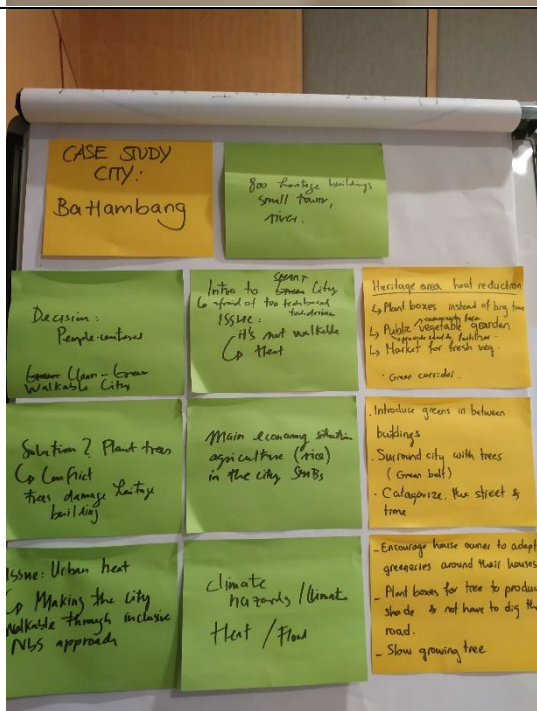 CASE STUDY
CITY:
Battambang
800 heritage buildings
small town,
river.
Decision:
People-centered
Clean - Green
Walkable City
Intro to Green City
SMART
afraid of too
ISSUE:
it's not walkable
Heat
Heritage area heat reduction
Plant boxes instead of big tree
Public vegetable grarden
Market for fresh veg.
Green corridor.
Solution? Plant trees
Conflict
trees damage heritage
building
Main economy
agriculture (rice)
in the city SMBs
. Introduce greens in between
buildings
. Surround city with trees
(Green belt)
. Catagorize the street &
time
Issue: Urban heat
Making the city
walkable through inclusive
NbS approach
Climate
hazards / Climate
Heat / Flood
- Encourage house owner to adapt
greeneries around their houses
- Plant boxes for tree to produce
shade & not have to dig the
road.
- Slow growing tree